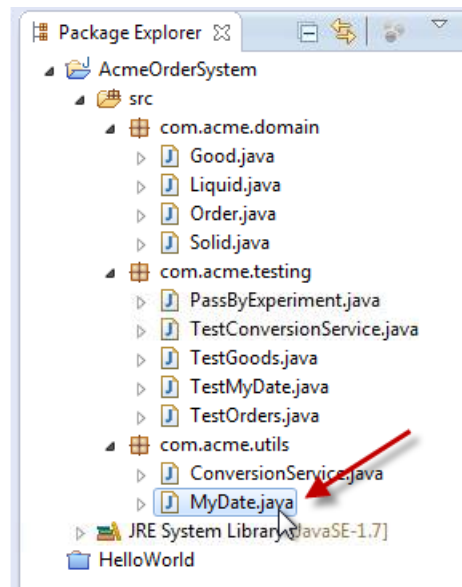 Package Explorer
AcmeOrderSystem
src
com.acme.domain
Good.java
Liquid.java
Order.java
Solid.java
com.acme.testing
PassByExperiment.java
TestConversionService.java
TestGoods.java
TestMyDate.java
TestOrders.java
com.acme.utils
ConversionService.java
MyDate.java
JRE System Library [JavaSE-1.7]
HelloWorld